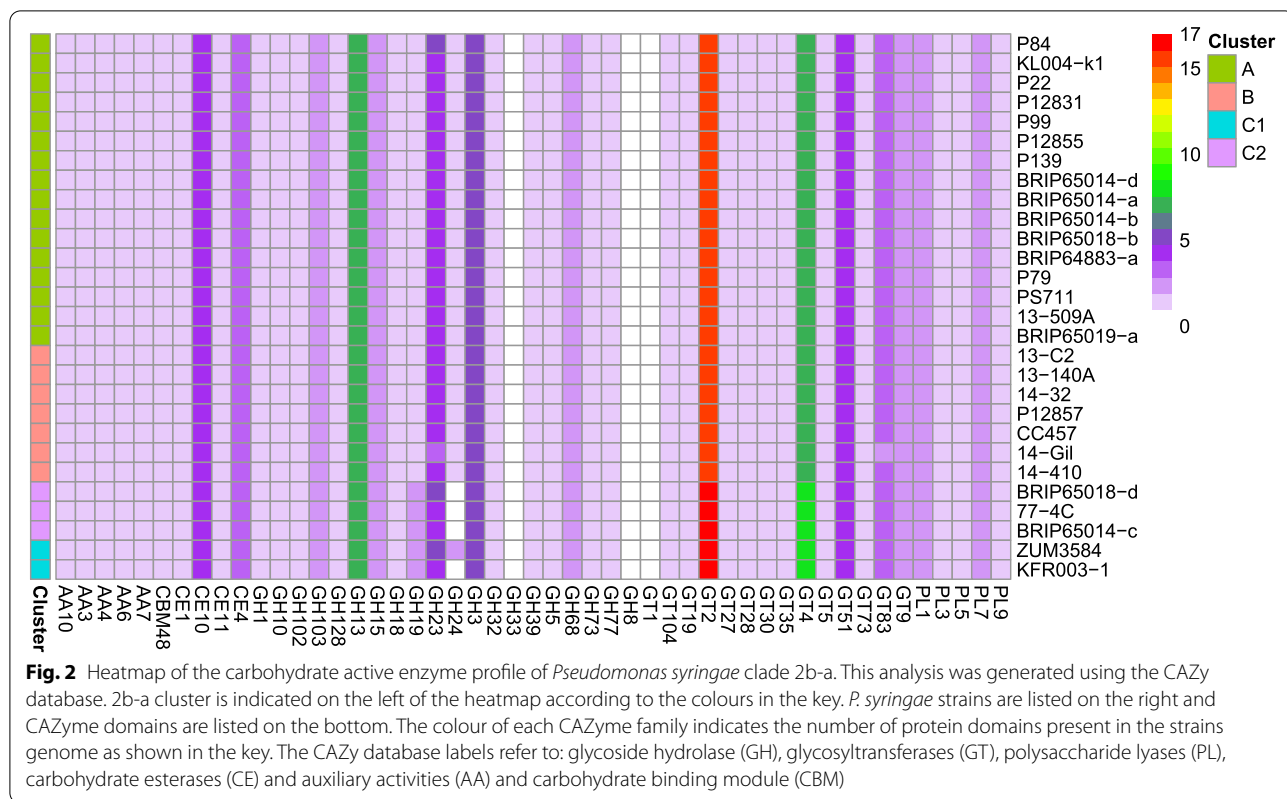 P84
KL004−k1
P22
P12831
P99
P12855
P139
BRIP65014−d
BRIP65014−a
BRIP65014−b
BRIP65018−b
BRIP64883−a
P79
PS711
13−509A
BRIP65019−a
13−C2
13−140A
14−32
P12857
CC457
14−Gil
14−410
BRIP65018−d
77−4C
BRIP65014−c
ZUM3584
KFR003−1
17
15
10
5
0
Cluster
A
B
C1
C2
Cluster
AA10
AA3
AA4
AA6
AA7
CBM48
CE1
CE10
CE11
CE4
GH1
GH10
GH102
GH103
GH128
GH13
GH15
GH18
GH19
GH23
GH24
GH3
GH32
GH33
GH39
GH5
GH68
GH73
GH77
GH8
GT1
GT104
GT19
GT2
GT27
GT28
GT30
GT35
GT4
GT5
GT51
GT73
GT83
GT9
PL1
PL3
PL5
PL7
PL9
Fig. 2 Heatmap of the carbohydrate active enzyme profile of Pseudomonas syringae clade 2b-a. This analysis was generated using the CAZy
database. 2b-a cluster is indicated on the left of the heatmap according to the colours in the key. P. syringae strains are listed on the right and
CAZyme domains are listed on the bottom. The colour of each CAZyme family indicates the number of protein domains present in the strains
genome as shown in the key. The CAZy database labels refer to: glycoside hydrolase (GH), glycosyltransferases (GT), polysaccharide lyases (PL),
carbohydrate esterases (CE) and auxiliary activities (AA) and carbohydrate binding module (CBM)